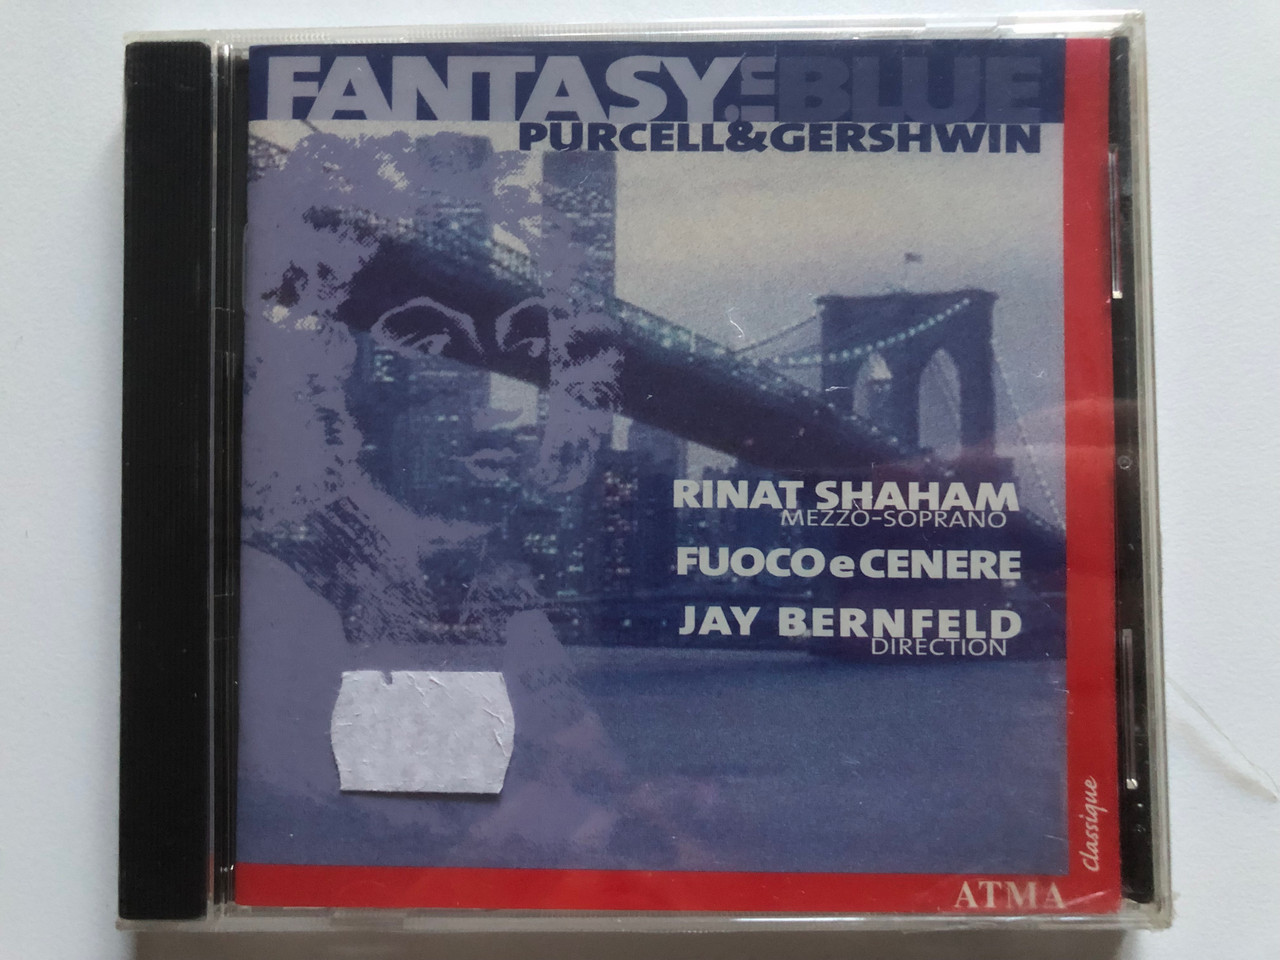 FANTASY in BLUE
PURCELL&GERSHWIN
RINAT SHAHAM
MEZZO-SOPRANO
FUOCO e CENERE
JAY BERNFELD
DIRECTION
Classique
ATMA